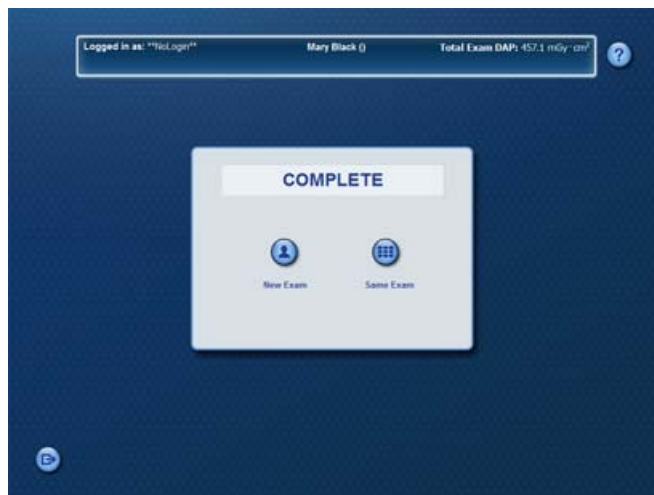 Logged in as: **NoLogin** Mary Black () Total Exam DAP: 457.1 mGy·cm²
?
COMPLETE
New Exam Same Exam